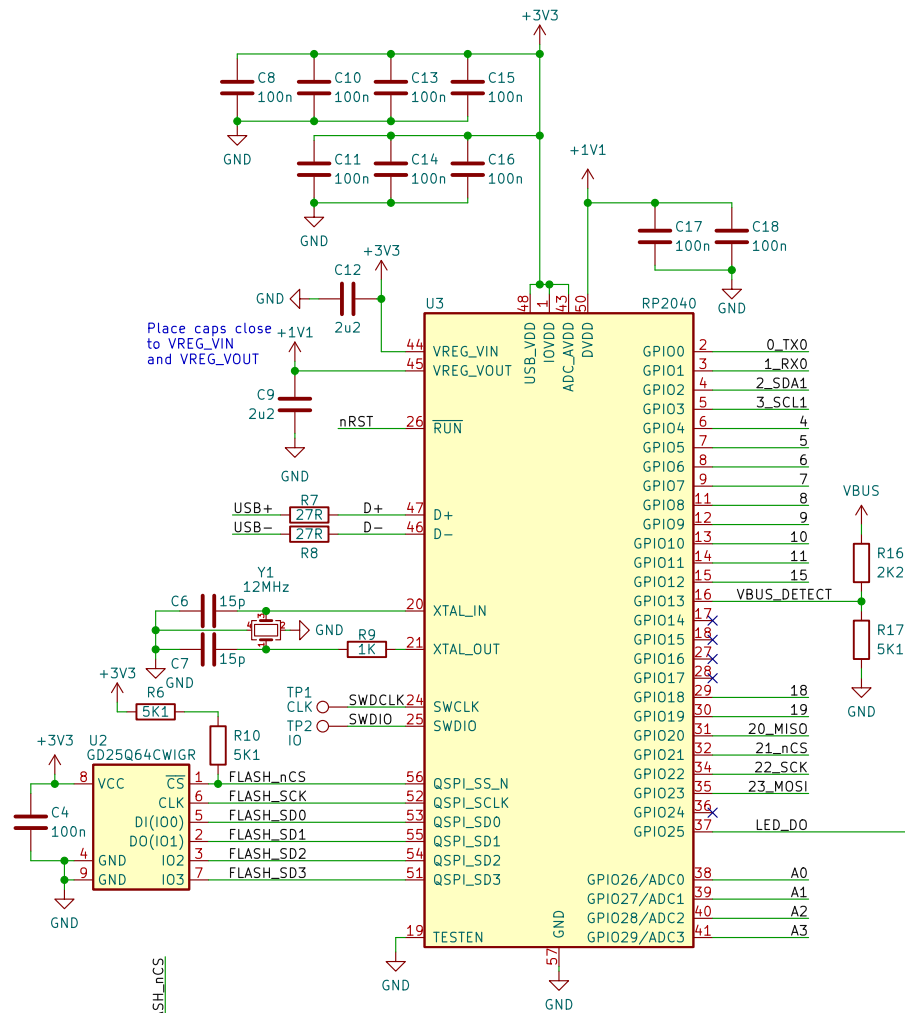 +3V3
C8
100n
C10
100n
C13
100n
C15
100n
GND
C11
100n
C14
100n
C16
100n
GND
+1V1
C17
100n
C18
100n
GND
+3V3
C12
GND
2u2
Place caps close
to VREG_VIN
and VREG_VOUT
+1V1
C9
2u2
GND
U3
RP2040
48
1
43
50
USB_VDD
IOVDD
ADC_AVDD
DVDD
44 VREG_VIN
45 VREG_VOUT
nRST 26 RUN
R7
USB+ 27R D+ 47 D+
USB- 27R D- 46 D-
R8
Y1
12MHz
C6 15p
3
4
2
1
GND
20 XTAL_IN
C7 15p
GND
R9
1K
21 XTAL_OUT
TP1
CLK SWDCLK 24 SWCLK
TP2
IO SWDIO 25 SWDIO
+3V3
R6
5K1
R10
5K1
+3V3
C4
100n
GND
U2
GD25Q64CWIGR
8 VCC CS 1 FLASH_nCS 56 QSPI_SS_N
CLK 6 FLASH_SCK 52 QSPI_SCLK
DI(IO0) 5 FLASH_SD0 53 QSPI_SD0
DO(IO1) 2 FLASH_SD1 55 QSPI_SD1
4 GND IO2 3 FLASH_SD2 54 QSPI_SD2
9 GND IO3 7 FLASH_SD3 51 QSPI_SD3
19 TESTEN
GND
GND
57
GND
GPIO0 2 0_TX0
GPIO1 3 1_RX0
GPIO2 4 2_SDA1
GPIO3 5 3_SCL1
GPIO4 6 4
GPIO5 7 5
GPIO6 8 6
GPIO7 9 7
GPIO8 11 8
GPIO9 12 9
GPIO10 13 10
GPIO11 14 11
GPIO12 15 15
GPIO13 16 VBUS_DETECT
GPIO14 17
GPIO15 18
GPIO16 27
GPIO17 28
GPIO18 29 18
GPIO19 30 19
GPIO20 31 20_MISO
GPIO21 32 21_nCS
GPIO22 34 22_SCK
GPIO23 35 23_MOSI
GPIO24 36
GPIO25 37 LED_DO
GPIO26/ADC0 38 A0
GPIO27/ADC1 39 A1
GPIO28/ADC2 40 A2
GPIO29/ADC3 41 A3
VBUS
R16
2K2
R17
5K1
GND
SH_nCS